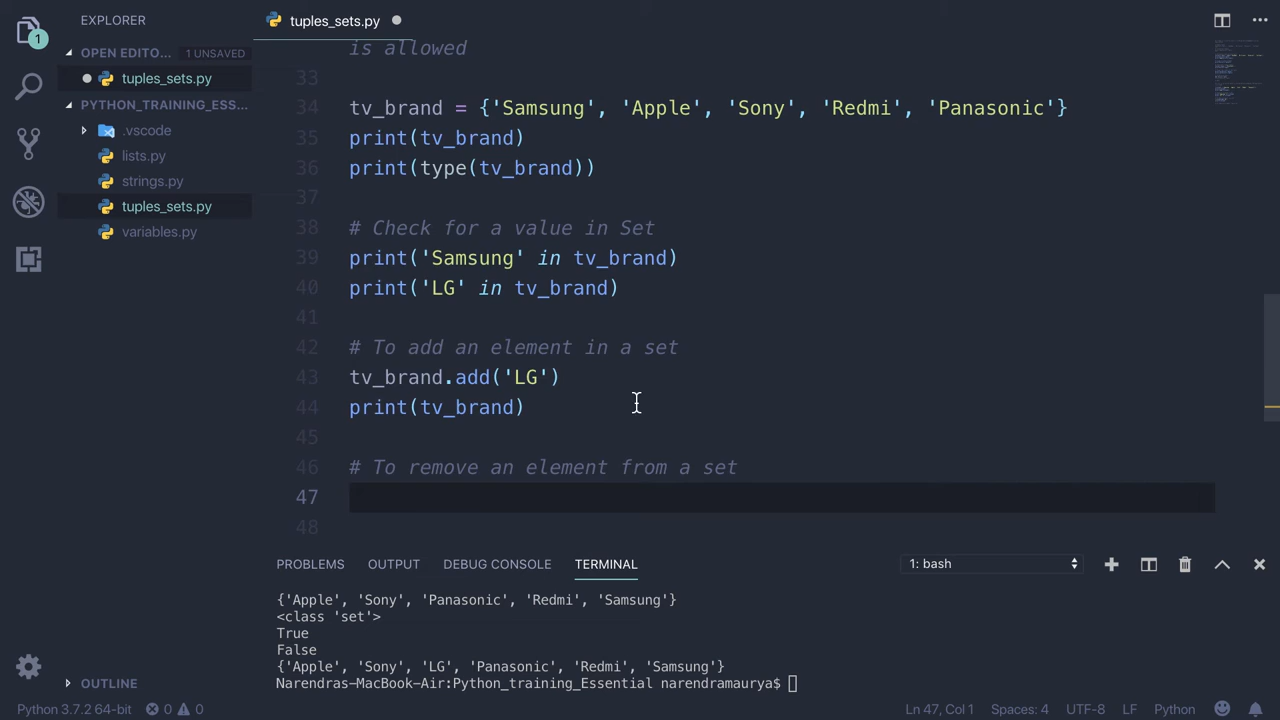 EXPLORER
tuples_sets.py
1
OPEN EDITO... 1 UNSAVED
tuples_sets.py
PYTHON_TRAINING_ESS...
.vscode
lists.py
strings.py
tuples_sets.py
variables.py
is allowed
33
34 tv_brand = {'Samsung', 'Apple', 'Sony', 'Redmi', 'Panasonic'}
35 print(tv_brand)
36 print(type(tv_brand))
37
38 # Check for a value in Set
39 print('Samsung' in tv_brand)
40 print('LG' in tv_brand)
41
42 # To add an element in a set
43 tv_brand.add('LG')
44 print(tv_brand)
45
46 # To remove an element from a set
47
48
PROBLEMS OUTPUT DEBUG CONSOLE TERMINAL 1: bash
{'Apple', 'Sony', 'Panasonic', 'Redmi', 'Samsung'}
<class 'set'>
True
False
{'Apple', 'Sony', 'LG', 'Panasonic', 'Redmi', 'Samsung'}
Narendras-MacBook-Air:Python_training_Essential narendramaurya$
OUTLINE
Python 3.7.2 64-bit 0 0 Ln 47, Col 1 Spaces: 4 UTF-8 LF Python